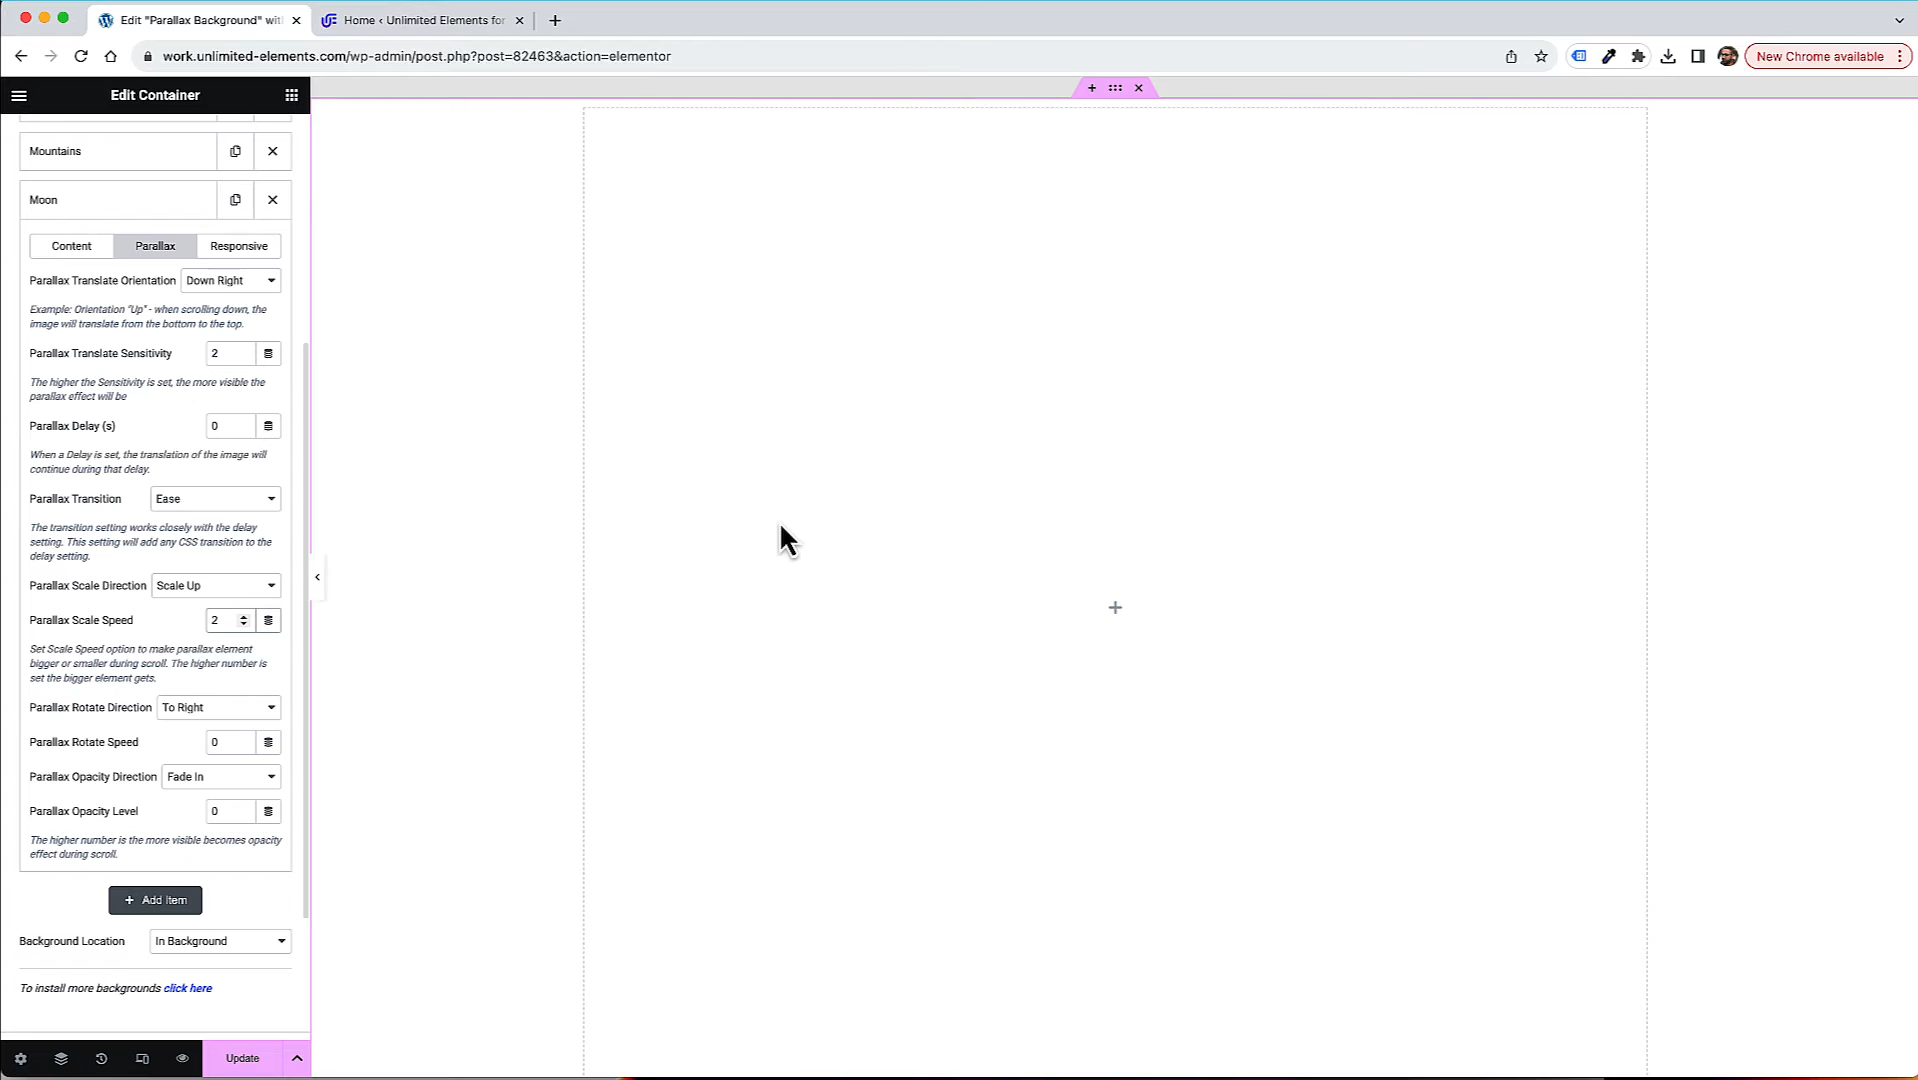 Edit "Parallax Background" wit
Home ‹ Unlimited Elements for
work.unlimited-elements.com/wp-admin/post.php?post=82463&action=elementor
New Chrome available
Edit Container
Mountains
Moon
Content
Parallax
Responsive
Parallax Translate Orientation
Down Right
Example: Orientation "Up" - when scrolling down, the
image will translate from the bottom to the top.
Parallax Translate Sensitivity
2
The higher the Sensitivity is set, the more visible the
parallax effect will be
Parallax Delay (s)
0
When a Delay is set, the translation of the image will
continue during that delay.
Parallax Transition
Ease
The transition setting works closely with the delay
setting. This setting will add any CSS transition to the
delay setting.
Parallax Scale Direction
Scale Up
Parallax Scale Speed
2
Set Scale Speed option to make parallax element
bigger or smaller during scroll. The higher number is
set the bigger element gets.
Parallax Rotate Direction
To Right
Parallax Rotate Speed
0
Parallax Opacity Direction
Fade In
Parallax Opacity Level
0
The higher number is the more visible becomes opacity
effect during scroll.
Add Item
Background Location
In Background
To install more backgrounds click here
Update